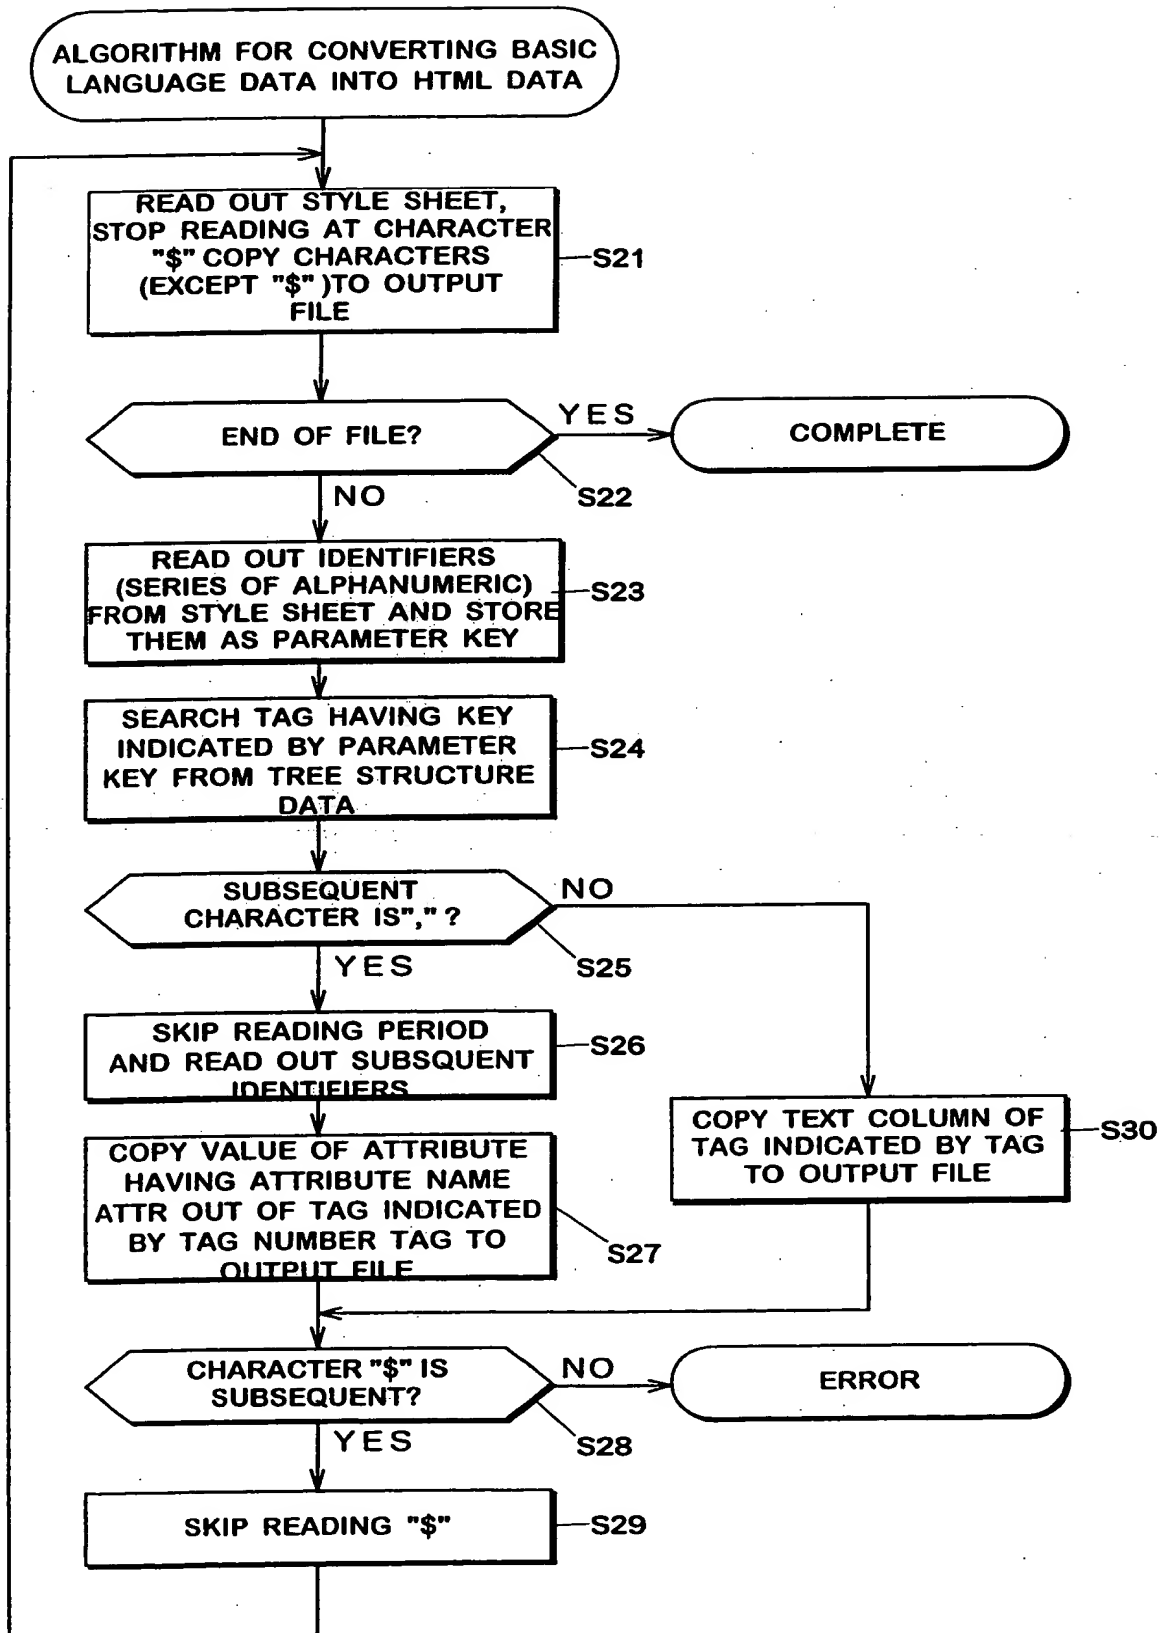 ALGORITHM FOR CONVERTING BASIC
LANGUAGE DATA INTO HTML DATA
READ OUT STYLE SHEET,
STOP READING AT CHARACTER
"$" COPY CHARACTERS
(EXCEPT "$" )TO OUTPUT
FILE
S21
END OF FILE?
YES
COMPLETE
S22
NO
READ OUT IDENTIFIERS
(SERIES OF ALPHANUMERIC)
FROM STYLE SHEET AND STORE
THEM AS PARAMETER KEY
S23
SEARCH TAG HAVING KEY
INDICATED BY PARAMETER
KEY FROM TREE STRUCTURE
DATA
S24
SUBSEQUENT
CHARACTER IS"," ?
NO
S25
YES
SKIP READING PERIOD
AND READ OUT SUBSQUENT
IDENTIFIERS
S26
COPY TEXT COLUMN OF
TAG INDICATED BY TAG
TO OUTPUT FILE
S30
COPY VALUE OF ATTRIBUTE
HAVING ATTRIBUTE NAME
ATTR OUT OF TAG INDICATED
BY TAG NUMBER TAG TO
OUTPUT FILE
S27
CHARACTER "$" IS
SUBSEQUENT?
NO
ERROR
S28
YES
SKIP READING "$"
S29